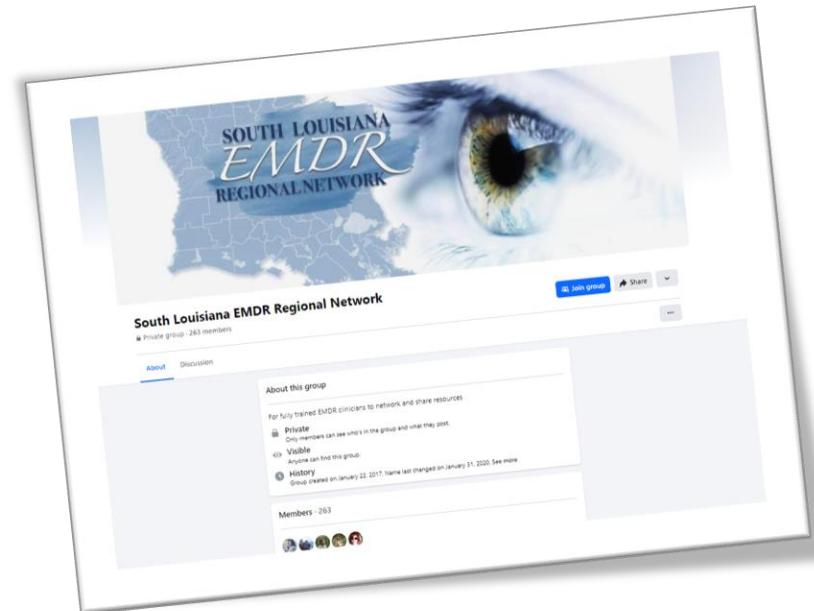 SOUTH LOUISIANA
EMDR
REGIONAL NETWORK
South Louisiana EMDR Regional Network
Private group · 263 members
Join group
Share
About
Discussion
About this group
For fully trained EMDR clinicians to network and share resources
Private
Only members can see who's in the group and what they post.
Visible
Anyone can find this group.
History
Group created on January 22, 2017. Name last changed on January 31, 2020. See more
Members · 263